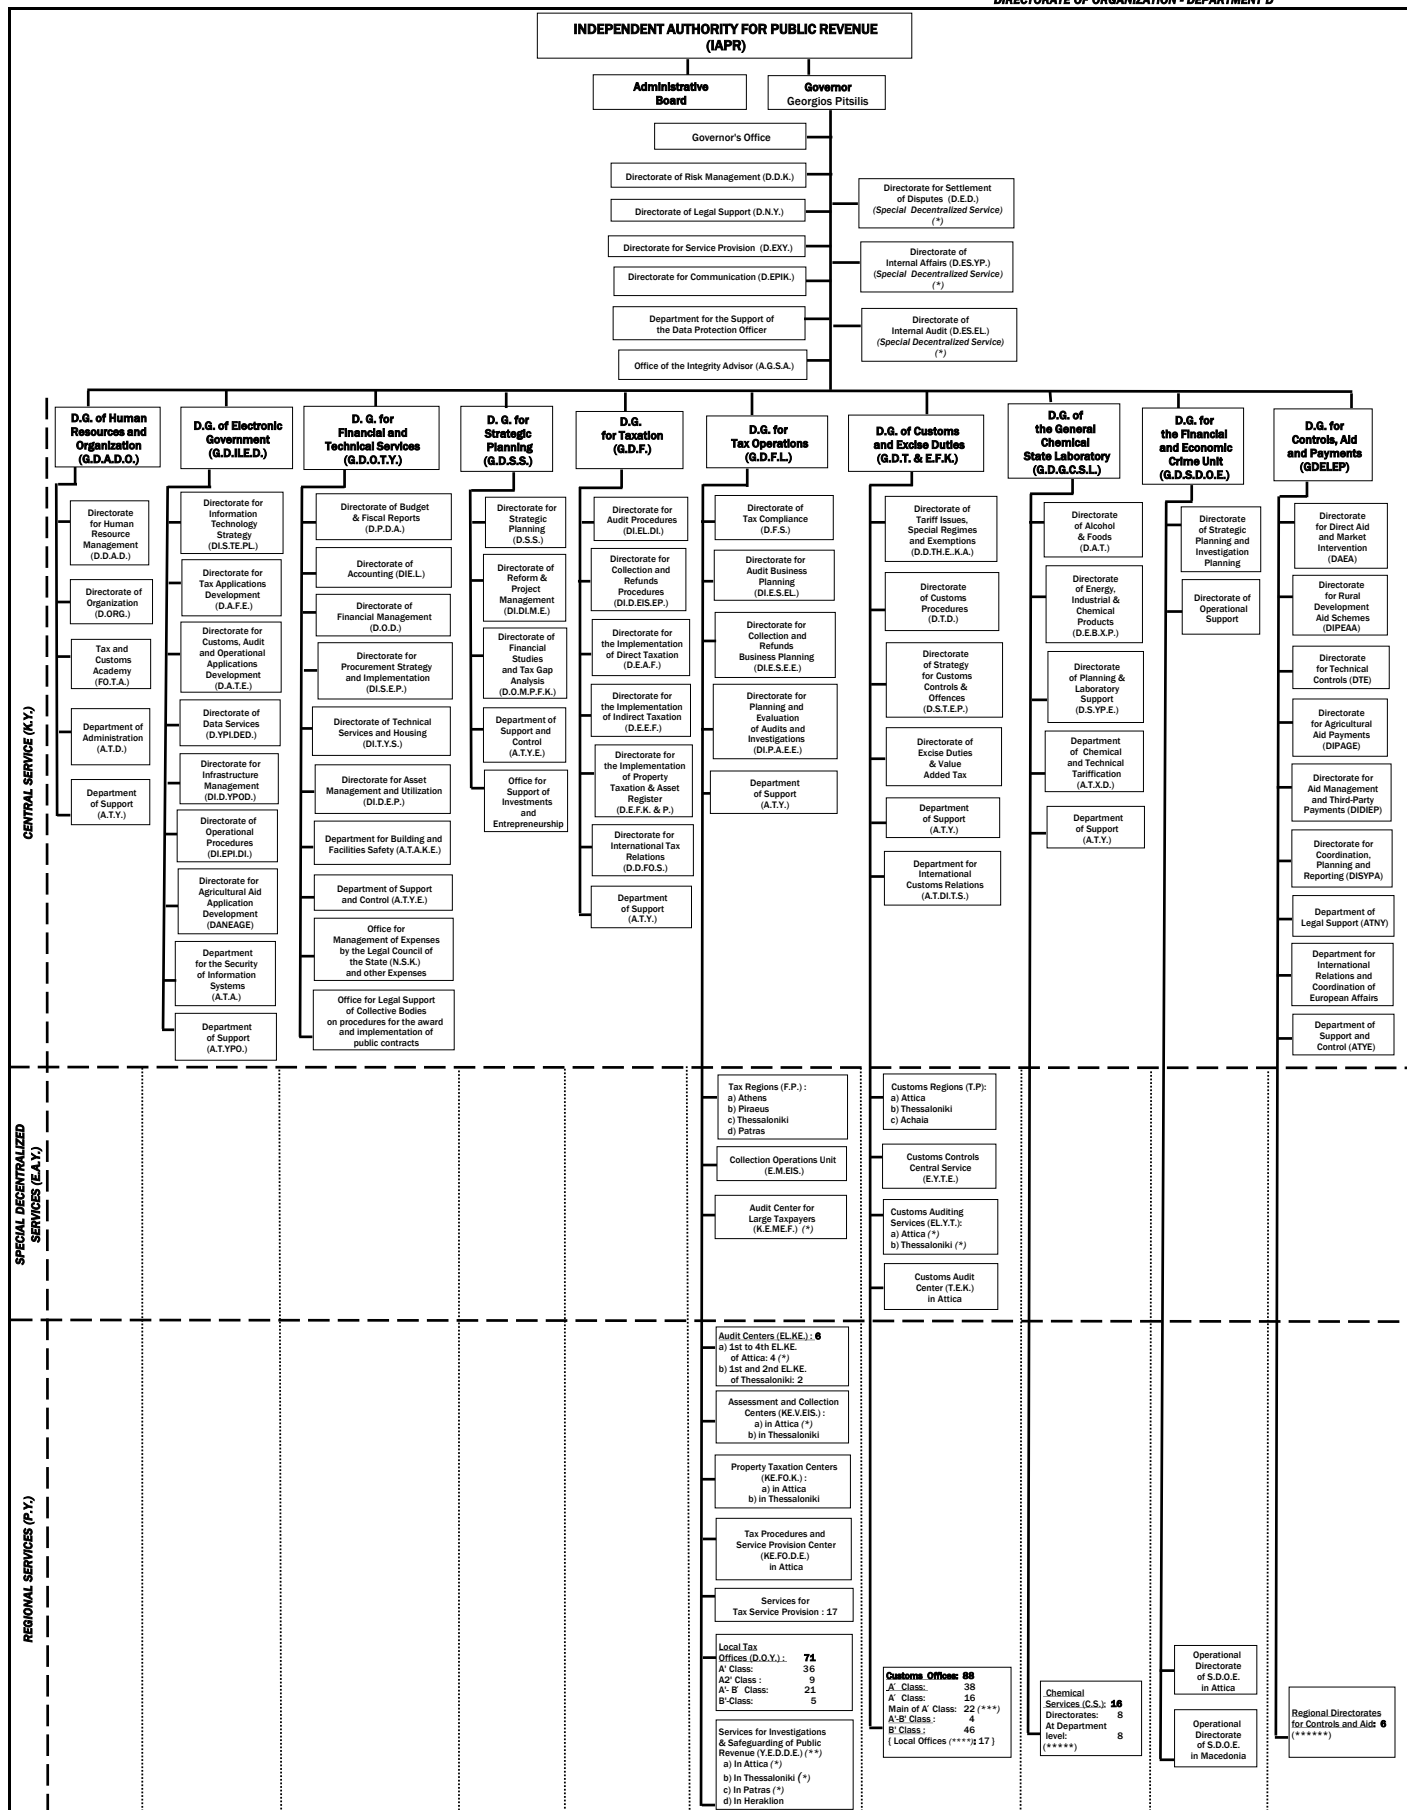 DIRECTORATE OF ORGANIZATION - DEPARTMENT D
INDEPENDENT AUTHORITY FOR PUBLIC REVENUE
(IAPR)
Administrative
Board
Governor
Georgios Pitsilis
Governor's Office
Directorate of Risk Management (D.D.K.)
Directorate of Legal Support (D.N.Y.)
Directorate for Service Provision (D.EXY.)
Directorate for Communication (D.EPIK.)
Department for the Support of
the Data Protection Officer
Office of the Integrity Advisor (A.G.S.A.)
Directorate for Settlement
of Disputes (D.E.D.)
(Special Decentralized Service)
(*)
Directorate of
Internal Affairs (D.ES.YP.)
(Special Decentralized Service)
(*)
Directorate of
Internal Audit (D.ES.EL.)
(Special Decentralized Service)
(*)
CENTRAL SERVICE (K.Y.)
D.G. of Human
Resources and
Organization
(G.D.A.D.O.)
Directorate
for Human
Resource
Management
(D.D.A.D.)
Directorate of
Organization
(D.ORG.)
Tax and
Customs
Academy
(FO.T.A.)
Department of
Administration
(A.T.D.)
Department
of Support
(A.T.Y.)
D.G. of Electronic
Government
(G.D.ILE.D.)
Directorate for
Information
Technology
Strategy
(DI.S.TE.PL.)
Directorate for
Tax Applications
Development
(D.A.F.E.)
Directorate for
Customs, Audit
and Operational
Applications
Development
(D.A.T.E.)
Directorate of
Data Services
(D.YPI.DED.)
Directorate for
Infrastructure
Management
(DI.D.YPOD.)
Directorate of
Operational
Procedures
(DI.EPI.DI.)
Directorate for
Agricultural Aid
Application
Development
(DANEAGE)
Department
for the Security
of Information
Systems
(A.T.A.)
Department
of Support
(A.T.YPO.)
D. G. for
Financial and
Technical Services
(G.D.O.T.Y.)
Directorate of Budget
& Fiscal Reports
(D.P.D.A.)
Directorate of
Accounting (DIE.L.)
Directorate of
Financial Management
(D.O.D.)
Directorate for
Procurement Strategy
and Implementation
(DI.S.E.P.)
Directorate of Technical
Services and Housing
(DI.T.Y.S.)
Directorate for Asset
Management and Utilization
(DI.D.E.P.)
Department for Building and
Facilities Safety (A.T.A.K.E.)
Department of Support
and Control (A.T.Y.E.)
Office for
Management of Expenses
by the Legal Council of
the State (N.S.K.)
and other Expenses
Office for Legal Support
of Collective Bodies
on procedures for the award
and implementation of
public contracts
D. G. for
Strategic
Planning
(G.D.S.S.)
Directorate for
Strategic
Planning
(D.S.S.)
Directorate of
Reform &
Project
Management
(DI.DI.M.E.)
Directorate of
Financial
Studies
and Tax Gap
Analysis
(D.O.M.P.F.K.)
Department of
Support and
Control
(A.T.Y.E.)
Office for
Support of
Investments
and
Entrepreneurship
D.G.
for Taxation
(G.D.F.)
Directorate for
Audit Procedures
(DI.EL.DI.)
Directorate for
Collection and
Refunds
Procedures
(DI.D.EIS.EP.)
Directorate for
the Implementation
of Direct Taxation
(D.E.A.F.)
Directorate for
the Implementation
of Indirect Taxation
(D.E.E.F.)
Directorate for
the Implementation
of Property
Taxation & Asset
Register
(D.E.F.K. & P.)
Directorate for
International Tax
Relations
(D.D.FO.S.)
Department
of Support
(A.T.Y.)
D.G. for
Tax Operations
(G.D.F.L.)
Directorate of
Tax Compliance
(D.F.S.)
Directorate for
Audit Business
Planning
(DI.E.S.EL.)
Directorate for
Collection and
Refunds
Business Planning
(DI.E.S.E.E.)
Directorate for
Planning and
Evaluation
of Audits and
Investigations
(DI.P.A.E.E.)
Department
of Support
(A.T.Y.)
D.G. of Customs
and Excise Duties
(G.D.T. & E.F.K.)
Directorate of
Tariff Issues,
Special Regimes
and Exemptions
(D.D.TH.E..K.A.)
Directorate
of Customs
Procedures
(D.T.D.)
Directorate
of Strategy
for Customs
Controls &
Offences
(D.S.T.E.P.)
Directorate of
Excise Duties
& Value
Added Tax
Department
of Support
(A.T.Y.)
Department for
International
Customs Relations
(A.T.DI.T.S.)
D.G. of
the General
Chemical
State Laboratory
(G.D.G.C.S.L.)
Directorate
of Alcohol
& Foods
(D.A.T.)
Directorate
of Energy,
Industrial &
Chemical
Products
(D.E.B.X.P.)
Directorate
of Planning &
Laboratory
Support
(D.S.YP.E.)
Department
of Chemical
and Technical
Tariffication
(A.T.X.D.)
Department
of Support
(A.T.Y.)
D.G. for
the Financial
and Economic
Crime Unit
(G.D.S.D.O.E.)
Directorate
of Strategic
Planning and
Investigation
Planning
Directorate of
Operational
Support
D.G. for
Controls, Aid
and Payments
(GDELEP)
Directorate
for Direct Aid
and Market
Intervention
(DAEA)
Directorate
for Rural
Development
Aid Schemes
(DIPEAA)
Directorate
for Technical
Controls (DTE)
Directorate
for Agricultural
Aid Payments
(DIPAGE)
Directorate for
Aid Management
and Third-Party
Payments (DIDIEP)
Directorate for
Coordination,
Planning and
Reporting (DISYPA)
Department of
Legal Support (ATNY)
Department for
International
Relations and
Coordination of
European Affairs
Department of
Support and
Control (ATYE)
SPECIAL DECENTRALIZED
SERVICES (E.A.Y.)
Tax Regions (F.P.) :
a) Athens
b) Piraeus
c) Thessaloniki
d) Patras
Collection Operations Unit
(E.M.EIS.)
Audit Center for
Large Taxpayers
(K.E.ME.F.) (*)
Customs Regions (T.P):
a) Attica
b) Thessaloniki
c) Achaia
Customs Controls
Central Service
(E.Y.T.E.)
Customs Auditing
Services (EL.Y.T.):
a) Attica (*)
b) Thessaloniki (*)
Customs Audit
Center (T.E.K.)
in Attica
REGIONAL SERVICES (P.Y.)
Audit Centers (EL.KE.) : 6
a) 1st to 4th EL.KE.
of Attica: 4 (*)
b) 1st and 2nd EL.KE.
of Thessaloniki: 2
Assessment and Collection
Centers (KE.V.EIS.) :
a) in Attica (*)
b) in Thessaloniki
Property Taxation Centers
(KE.FO.K.) :
a) in Attica
b) in Thessaloniki
Tax Procedures and
Service Provision Center
(KE.FO.D.E.)
in Attica
Services for
Tax Service Provision : 17
Local Tax
Offices (D.O.Y.) : 71
A' Class: 36
A2' Class : 9
A'- B' Class: 21
B'-Class: 5
Services for Investigations
& Safeguarding of Public
Revenue (Y.E.D.D.E.) (**)
a) In Attica (*)
b) In Thessaloniki (*)
c) In Patras (*)
d) In Heraklion
Customs Offices: 88
A' Class: 38
A' Class: 16
Main of A' Class: 22 (***)
A'-B' Class : 4
B' Class : 46
{ Local Offices (****): 17 }
Chemical
Services (C.S.): 16
Directorates: 8
At Department
level: 8
(*****)
Operational
Directorate
of S.D.O.E.
in Attica
Operational
Directorate
of S.D.O.E.
in Macedonia
Regional Directorates
for Controls and Aid: 6
(******)